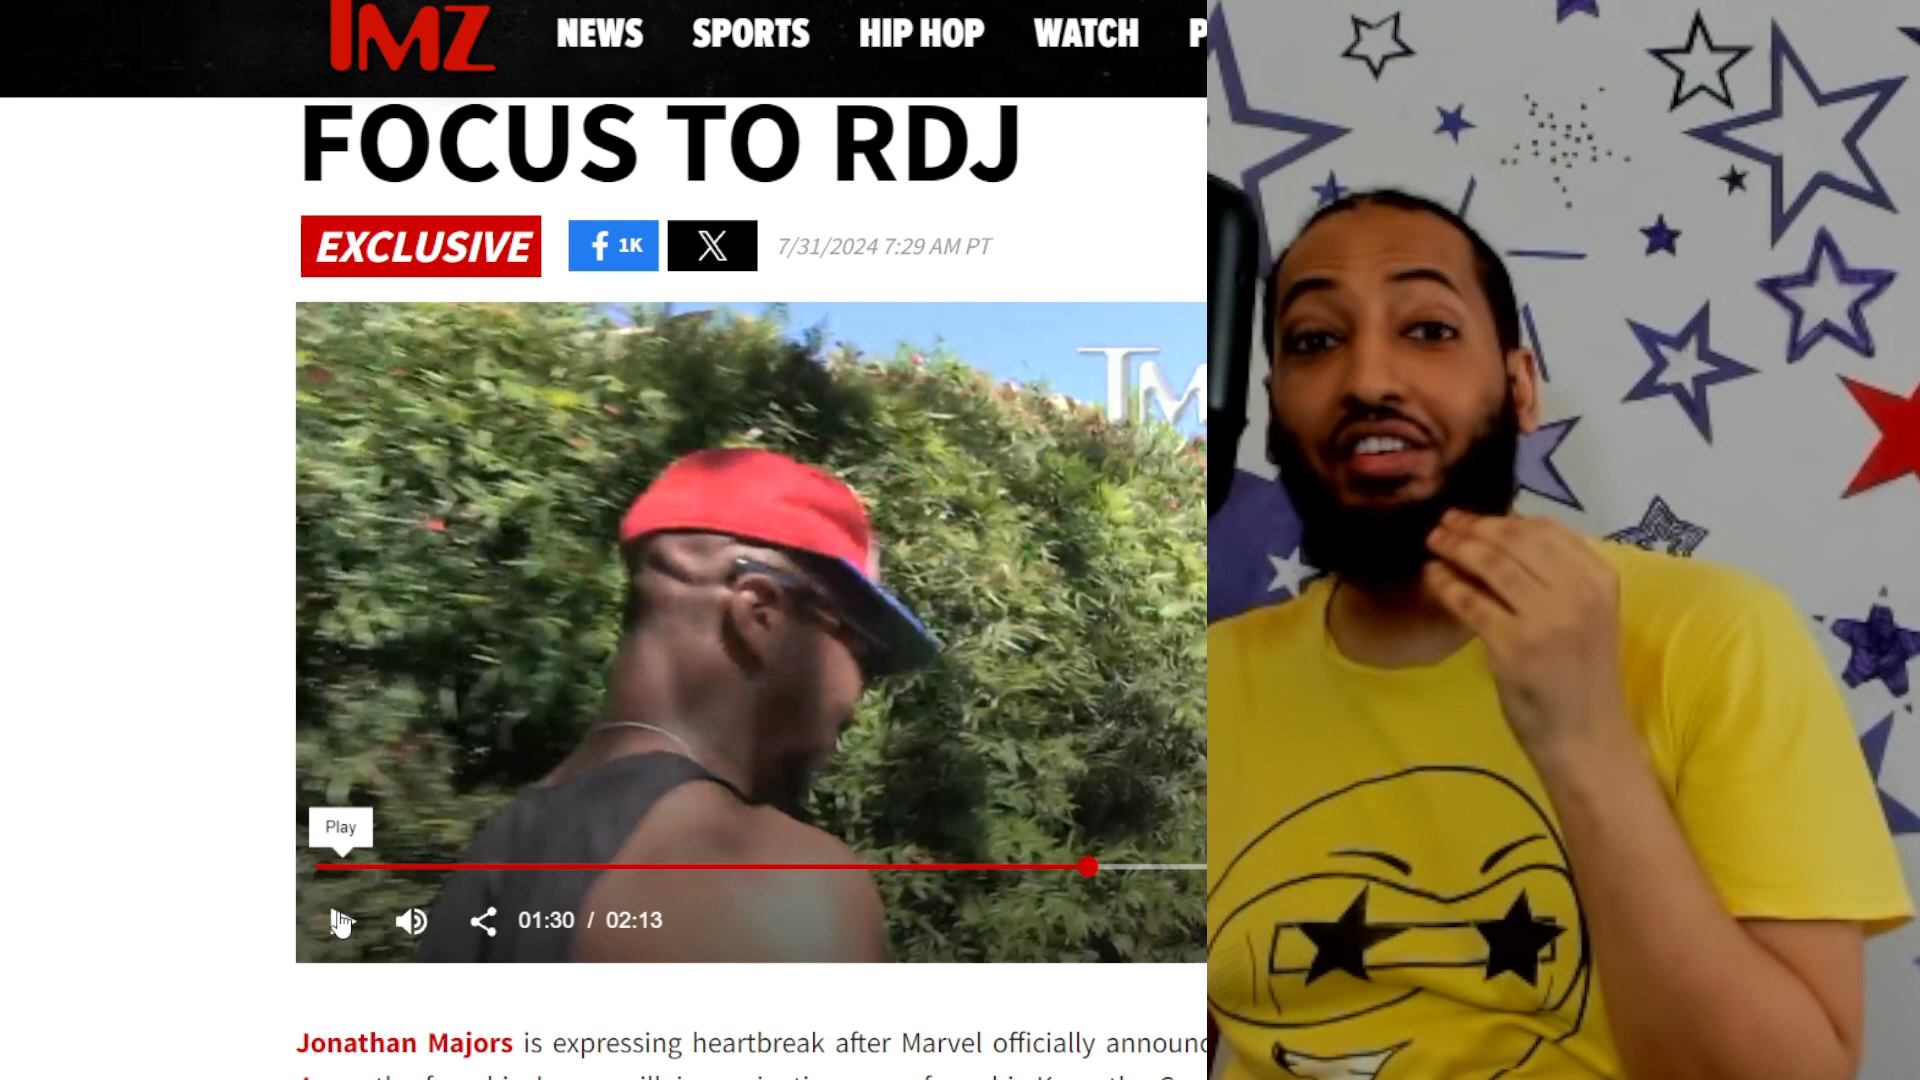 TMZ NEWS SPORTS HIP HOP WATCH P
FOCUS TO RDJ
EXCLUSIVE f 1K X 7/31/2024 7:29 AM PT
TM
Play
01:30 / 02:13
Jonathan Majors is expressing heartbreak after Marvel officially announc